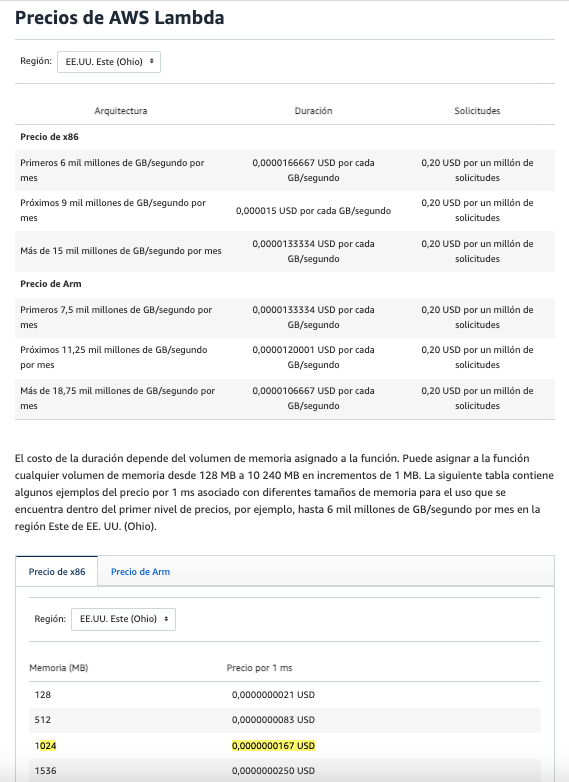 Precios de AWS Lambda
Región: EE.UU. Este (Ohio)
Arquitectura Duración Solicitudes
Precio de x86
Primeros 6 mil millones de GB/segundo por mes 0,0000166667 USD por cada GB/segundo 0,20 USD por un millón de solicitudes
Próximos 9 mil millones de GB/segundo por mes 0,000015 USD por cada GB/segundo 0,20 USD por un millón de solicitudes
Más de 15 mil millones de GB/segundo por mes 0,0000133334 USD por cada GB/segundo 0,20 USD por un millón de solicitudes
Precio de Arm
Primeros 7,5 mil millones de GB/segundo por mes 0,0000133334 USD por cada GB/segundo 0,20 USD por un millón de solicitudes
Próximos 11,25 mil millones de GB/segundo por mes 0,0000120001 USD por cada GB/segundo 0,20 USD por un millón de solicitudes
Más de 18,75 mil millones de GB/segundo por mes 0,0000106667 USD por cada GB/segundo 0,20 USD por un millón de solicitudes
El costo de la duración depende del volumen de memoria asignado a la función. Puede asignar a la función
cualquier volumen de memoria desde 128 MB a 10 240 MB en incrementos de 1 MB. La siguiente tabla contiene
algunos ejemplos del precio por 1 ms asociado con diferentes tamaños de memoria para el uso que se
encuentra dentro del primer nivel de precios, por ejemplo, hasta 6 mil millones de GB/segundo por mes en la
región Este de EE. UU. (Ohio).
Precio de x86 Precio de Arm
Región: EE.UU. Este (Ohio)
Memoria (MB) Precio por 1 ms
128 0,0000000021 USD
512 0,0000000083 USD
1024 0,0000000167 USD
1536 0,0000000250 USD